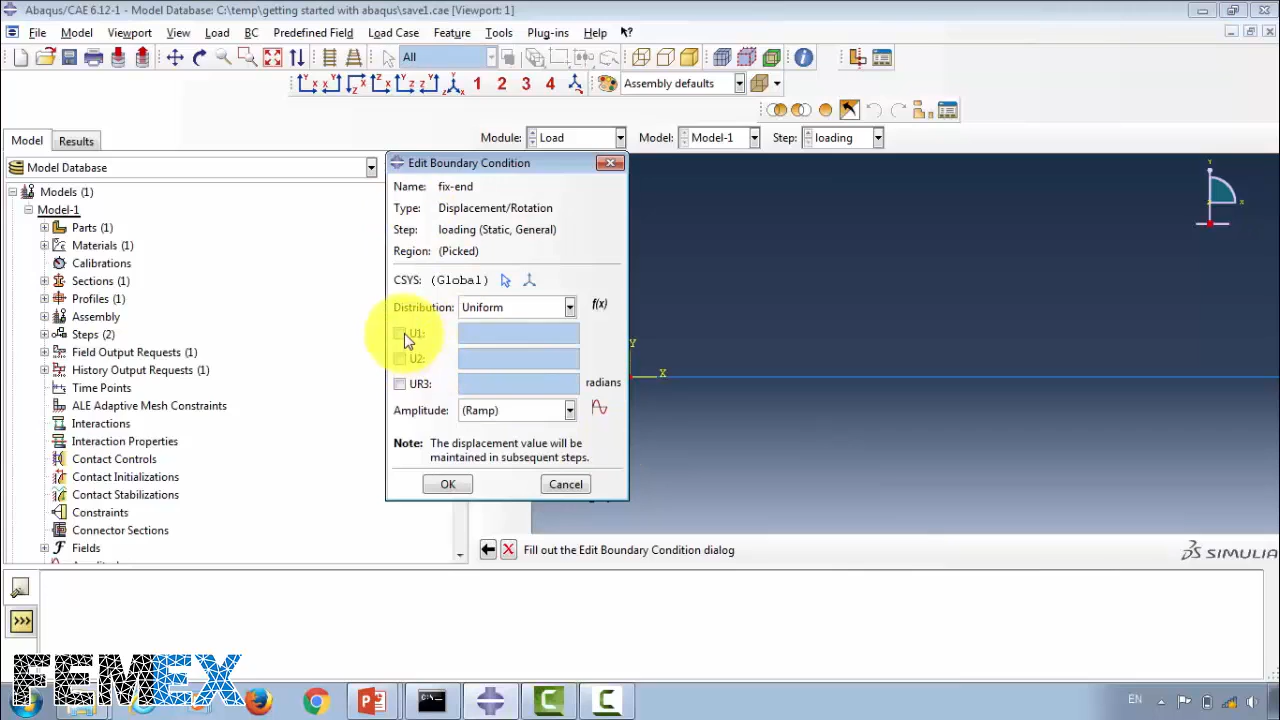 Abaqus/CAE 6.12-1 - Model Database: C:\temp\getting started with abaqus\save1.cae [Viewport: 1]
File Model Viewport View Load BC Predefined Field Load Case Feature Tools Plug-ins Help
All
1 2 3 4 Assembly defaults
Model Results Module: Load Model: Model-1 Step: loading
Model Database
Models (1)
Model-1
Parts (1)
Materials (1)
Calibrations
Sections (1)
Profiles (1)
Assembly
Steps (2)
Field Output Requests (1)
History Output Requests (1)
Time Points
ALE Adaptive Mesh Constraints
Interactions
Interaction Properties
Contact Controls
Contact Initializations
Contact Stabilizations
Constraints
Connector Sections
Fields
Edit Boundary Condition
Name: fix-end
Type: Displacement/Rotation
Step: loading (Static, General)
Region: (Picked)
CSYS: (Global)
Distribution: Uniform f(x)
U1:
U2:
UR3: radians
Amplitude: (Ramp)
Note: The displacement value will be
maintained in subsequent steps.
OK Cancel
Y
X
Y
X
Fill out the Edit Boundary Condition dialog
SIMULIA
>>>
FEMEX
EN